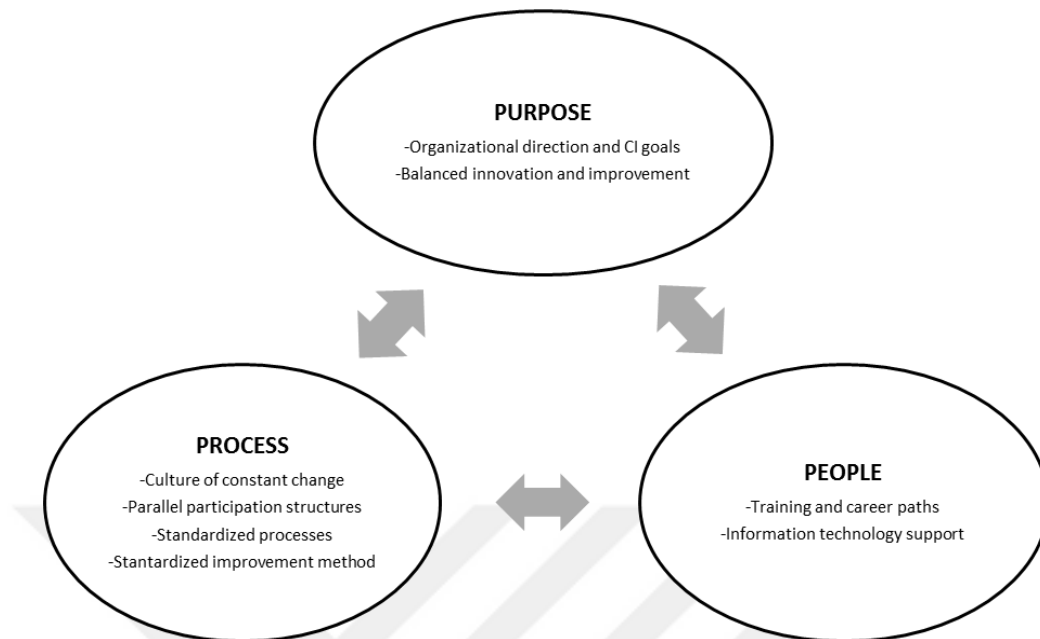 PURPOSE
-Organizational direction and CI goals
-Balanced innovation and improvement
PROCESS
-Culture of constant change
-Parallel participation structures
-Standardized processes
-Stantardized improvement method
PEOPLE
-Training and career paths
-Information technology support